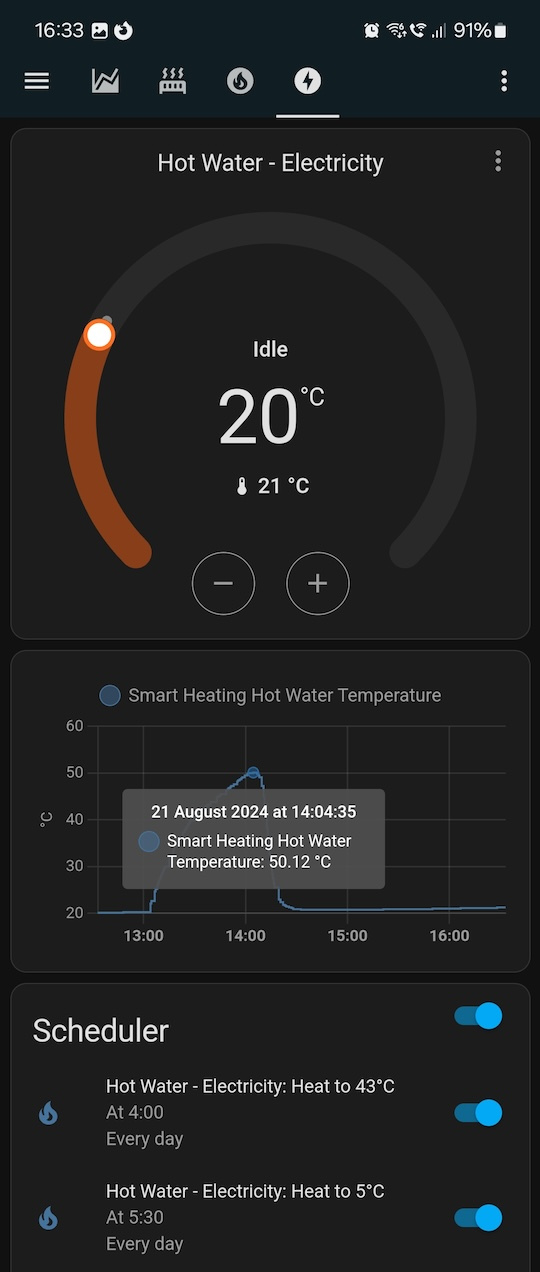 16:33
91%
Hot Water - Electricity
Idle
20 °C
21 °C
Smart Heating Hot Water Temperature
60
50
40
30
20
°C
21 August 2024 at 14:04:35
Smart Heating Hot Water
Temperature: 50.12 °C
13:00 14:00 15:00 16:00
Scheduler
Hot Water - Electricity: Heat to 43°C
At 4:00
Every day
Hot Water - Electricity: Heat to 5°C
At 5:30
Every day